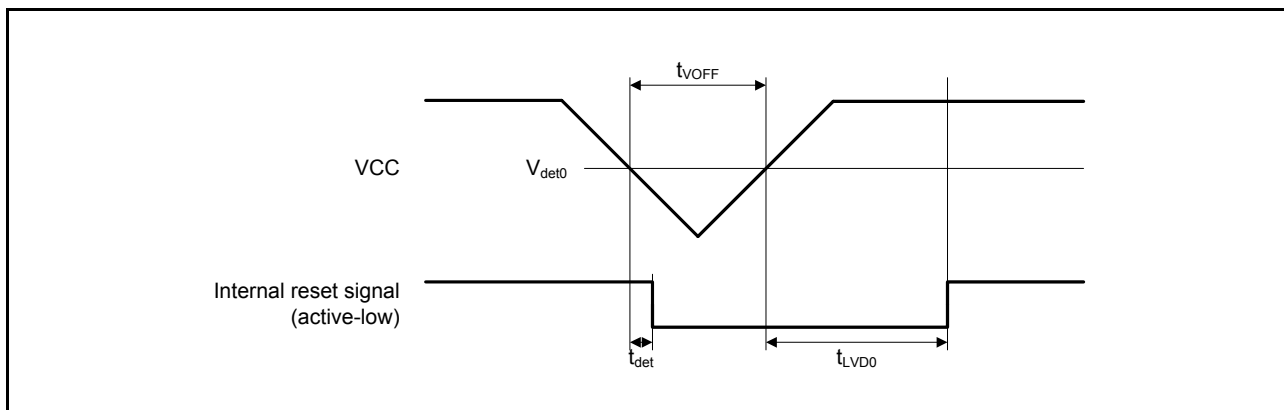 tVOFF
VCC
Vdet0
Internal reset signal
(active-low)
tdet
tLVD0